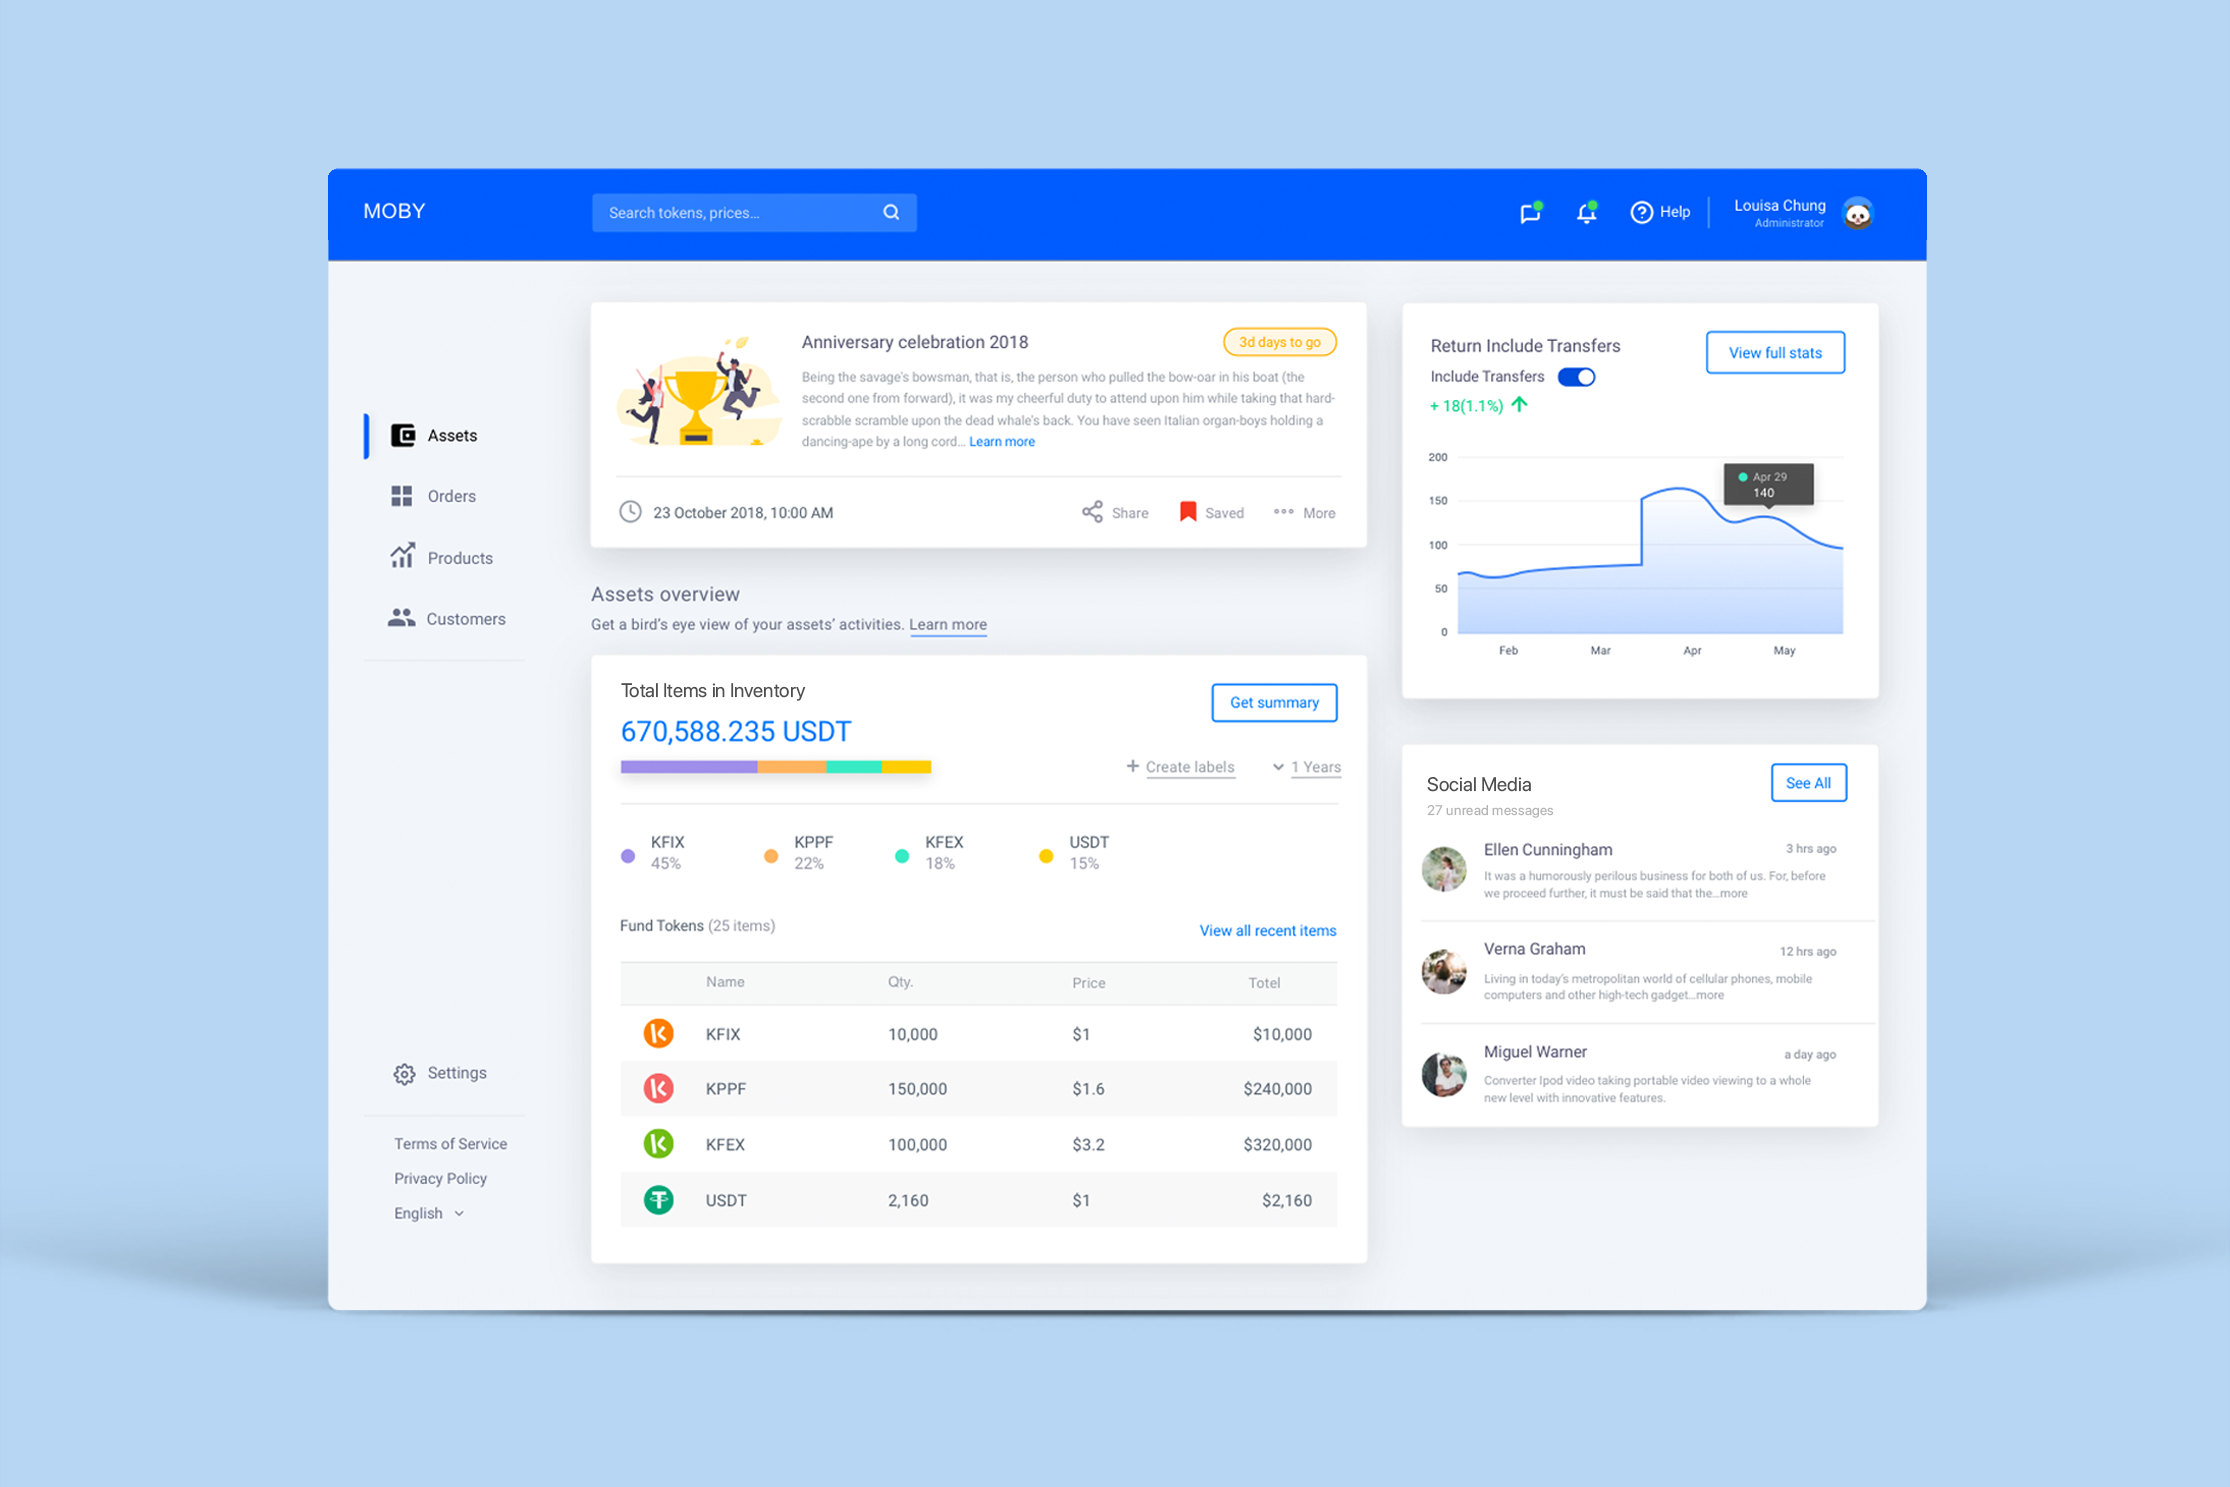 MOBY
Search tokens, prices...
Help
Louisa Chung
Administrator
Assets
Orders
Products
Customers
Settings
Terms of Service
Privacy Policy
English
Anniversary celebration 2018
3d days to go
Being the savage's bowsman, that is, the person who pulled the bow-oar in his boat (the
second one from forward), it was my cheerful duty to attend upon him while taking that hard-
scrabble scramble upon the dead whale's back. You have seen Italian organ-boys holding a
dancing-ape by a long cord... Learn more
23 October 2018, 10:00 AM
Share
Saved
More
Assets overview
Get a bird's eye view of your assets' activities. Learn more
Total Items in Inventory
Get summary
670,588.235 USDT
+ Create labels
1 Years
KFIX
45%
KPPF
22%
KFEX
18%
USDT
15%
Fund Tokens (25 items)
View all recent items
Name Qty. Price Totel
KFIX 10,000 $1 $10,000
KPPF 150,000 $1.6 $240,000
KFEX 100,000 $3.2 $320,000
USDT 2,160 $1 $2,160
Return Include Transfers
View full stats
Include Transfers
+ 18(1.1%)
200
150
100
50
0
Apr 29
140
Feb Mar Apr May
Social Media
See All
27 unread messages
Ellen Cunningham
3 hrs ago
It was a humorously perilous business for both of us. For, before
we proceed further, it must be said that the...more
Verna Graham
12 hrs ago
Living in today's metropolitan world of cellular phones, mobile
computers and other high-tech gadget...more
Miguel Warner
a day ago
Converter Ipod video taking portable video viewing to a whole
new level with innovative features.